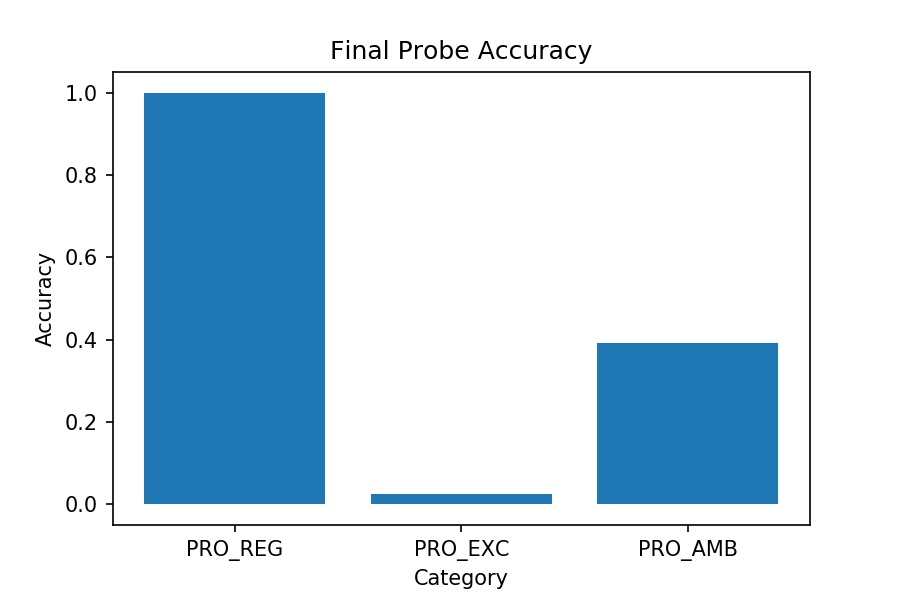 Final Probe Accuracy
Accuracy
1.0
0.8
0.6
0.4
0.2
0.0
PRO_REG PRO_EXC PRO_AMB
Category